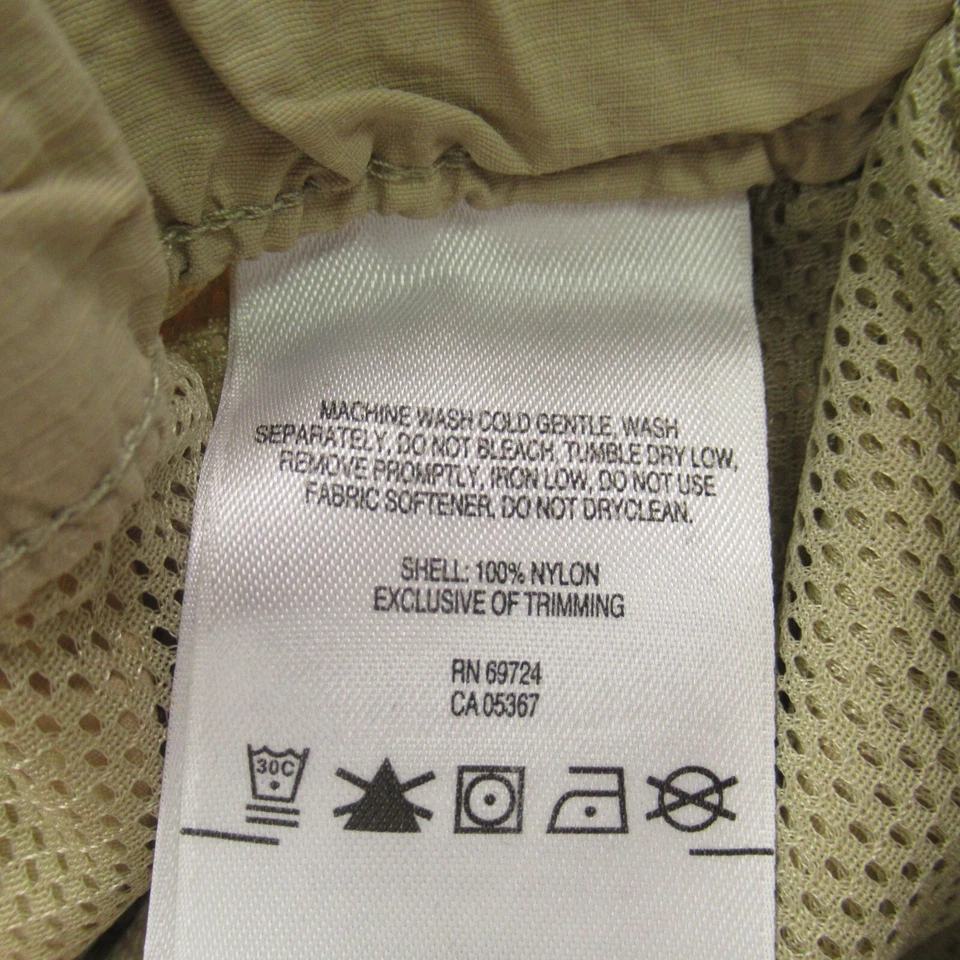 MACHINE WASH COLD GENTLE, WASH
SEPARATELY, DO NOT BLEACH, TUMBLE DRY LOW,
REMOVE PROMPTLY, IRON LOW, DO NOT USE
FABRIC SOFTENER, DO NOT DRYCLEAN.
SHELL: 100% NYLON
EXCLUSIVE OF TRIMMING
RN 69724
CA 05367
30C